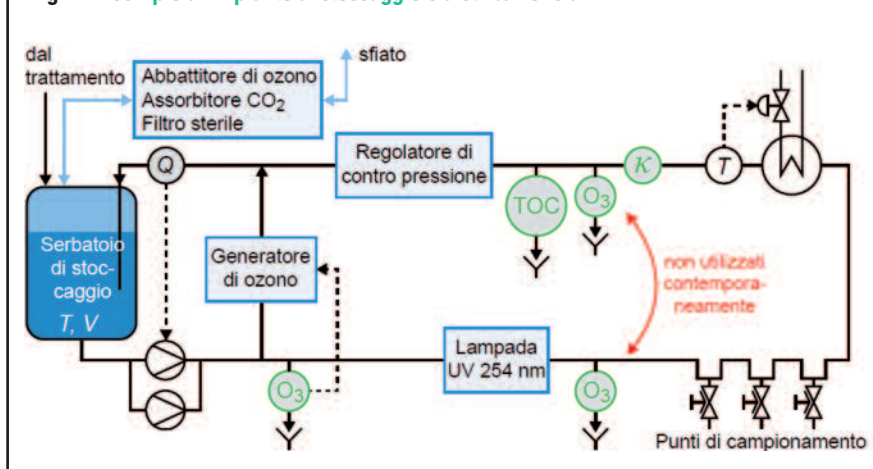 dal
trattamento
Abbattitore di ozono
Assorbitore CO₂
Filtro sterile
sfiato
Q
Regolatore di
contro pressione
TOC
O₃
K
T
Serbatoio
di stoc-
caggio
T, V
Generatore
di ozono
non utilizzati
contempora-
neamente
Lampada
UV 254 nm
O₃
O₃
Punti di campionamento